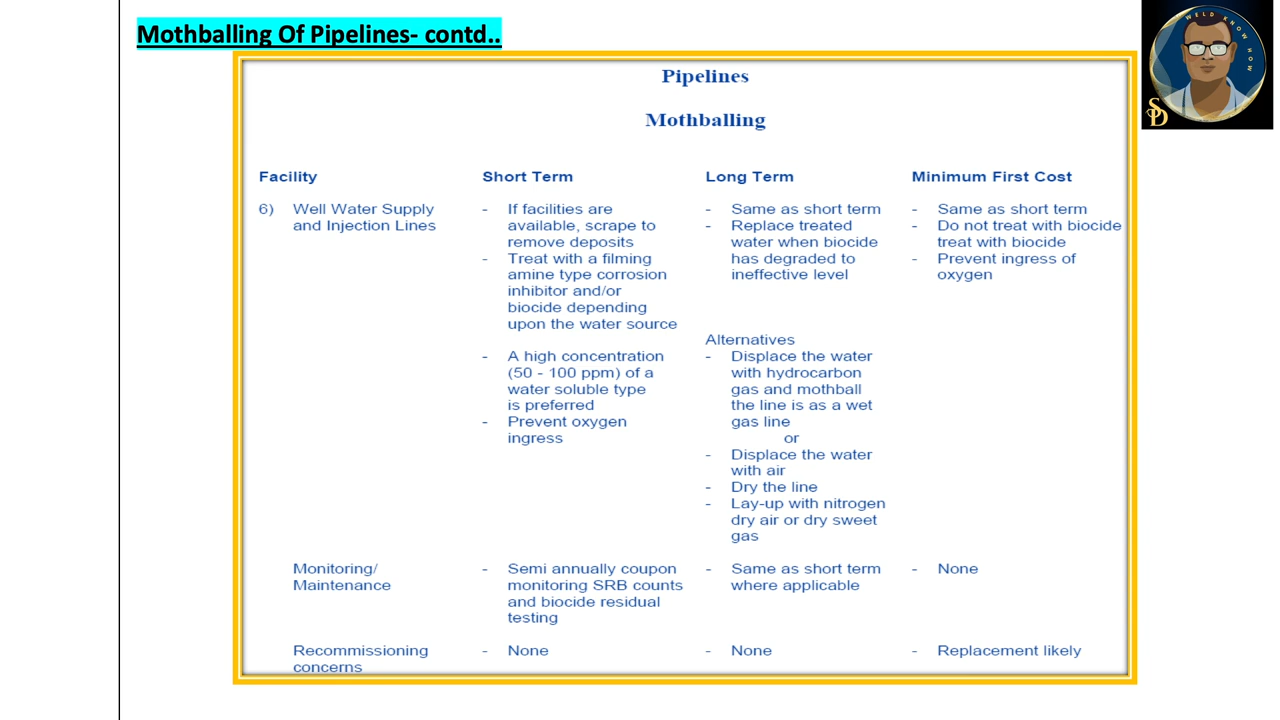 Mothballing Of Pipelines- contd..
WELD KNOW HOW
SD
Pipelines
Mothballing
Facility
Short Term
Long Term
Minimum First Cost
6) Well Water Supply
and Injection Lines
- If facilities are
available, scrape to
remove deposits
- Treat with a filming
amine type corrosion
inhibitor and/or
biocide depending
upon the water source
- A high concentration
(50 - 100 ppm) of a
water soluble type
is preferred
- Prevent oxygen
ingress
- Same as short term
- Replace treated
water when biocide
has degraded to
ineffective level
Alternatives
- Displace the water
with hydrocarbon
gas and mothball
the line is as a wet
gas line
or
- Displace the water
with air
- Dry the line
- Lay-up with nitrogen
dry air or dry sweet
gas
- Same as short term
- Do not treat with biocide
treat with biocide
- Prevent ingress of
oxygen
Monitoring/
Maintenance
- Semi annually coupon
monitoring SRB counts
and biocide residual
testing
- Same as short term
where applicable
- None
Recommissioning
concerns
- None
- None
- Replacement likely